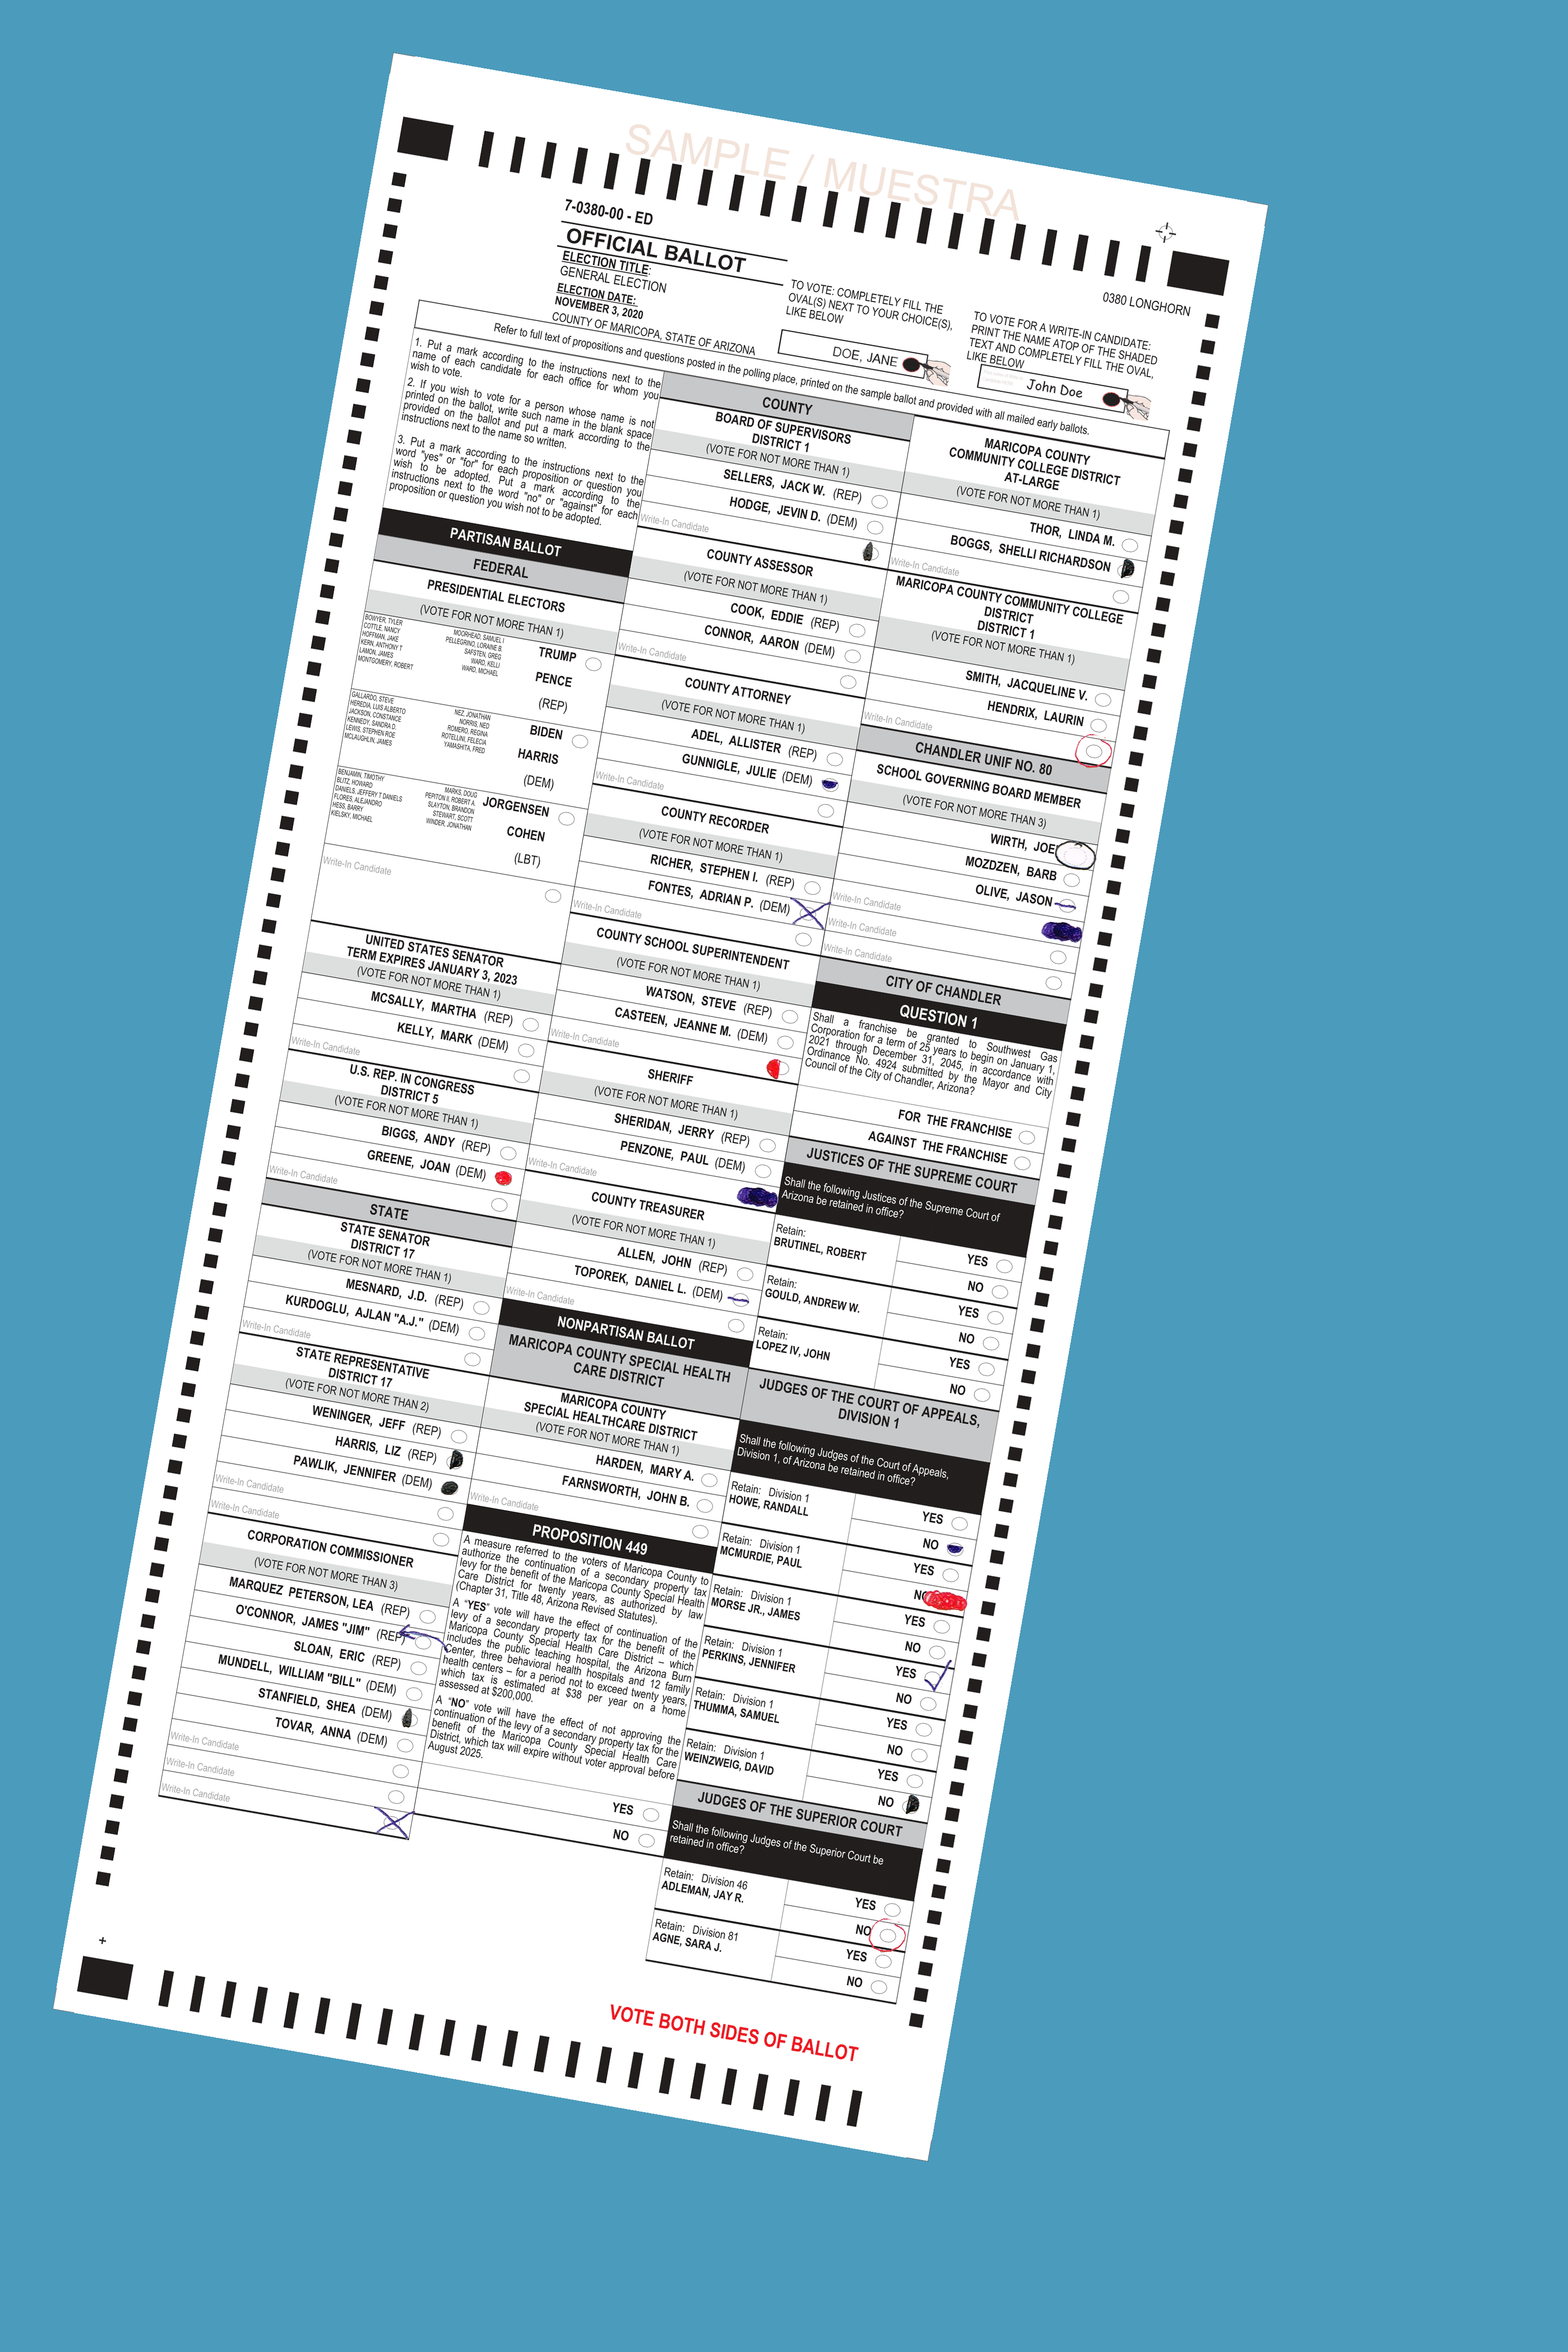 SAMPLE / MUESTRA
7-0380-00 - ED
OFFICIAL BALLOT
ELECTION TITLE:
GENERAL ELECTION
ELECTION DATE:
NOVEMBER 3, 2020
COUNTY OF MARICOPA, STATE OF ARIZONA
TO VOTE: COMPLETELY FILL THE
OVAL(S) NEXT TO YOUR CHOICE(S),
LIKE BELOW
DOE, JANE
0380 LONGHORN
TO VOTE FOR A WRITE-IN CANDIDATE:
PRINT THE NAME ATOP OF THE SHADED
TEXT AND COMPLETELY FILL THE OVAL,
LIKE BELOW
John Doe
Refer to full text of propositions and questions posted in the polling place, printed on the sample ballot and provided with all mailed early ballots.
1. Put a mark according to the instructions next to the
name of each candidate for each office for whom you
wish to vote.
2. If you wish to vote for a person whose name is not
printed on the ballot, write such name in the blank space
provided on the ballot and put a mark according to the
instructions next to the name so written.
3. Put a mark according to the instructions next to the
word "yes" or "for" for each proposition or question you
wish to be adopted. Put a mark according to the
instructions next to the word "no" or "against" for each
proposition or question you wish not to be adopted.
PARTISAN BALLOT
FEDERAL
PRESIDENTIAL ELECTORS
(VOTE FOR NOT MORE THAN 1)
BOWYER, TYLER
COTTLE, NANCY
HOFFMAN, JAKE
KERN, ANTHONY T
LAMON, JAMES
MONTGOMERY, ROBERT
MOORHEAD, SAMUEL I
PELLEGRINO, LORAINE B.
SAFSTEN, GREG
WARD, KELLI
WARD, MICHAEL
TRUMP
PENCE
(REP)
GALLARDO, STEVE
HEREDIA, LUIS ALBERTO
JACKSON, CONSTANCE
KENNEDY, SANDRA D.
LEWIS, STEPHEN ROE
MCLAUGHLIN, JAMES
NEZ, JONATHAN
NORRIS, NED
ROMERO, REGINA
ROTELLINI, FELECIA
YAMASHITA, FRED
BIDEN
HARRIS
(DEM)
BENJAMIN, TIMOTHY
BLITZ, HOWARD
DANIELS, JEFFERY T DANIELS
FLORES, ALEJANDRO
HESS, BARRY
KIELSKY, MICHAEL
MARKS, DOUG
PEPITON II, ROBERT A.
SLAYTON, BRANDON
STEWART, SCOTT
WINDER, JONATHAN
JORGENSEN
COHEN
(LBT)
Write-In Candidate
UNITED STATES SENATOR
TERM EXPIRES JANUARY 3, 2023
(VOTE FOR NOT MORE THAN 1)
MCSALLY, MARTHA (REP)
KELLY, MARK (DEM)
Write-In Candidate
U.S. REP. IN CONGRESS
DISTRICT 5
(VOTE FOR NOT MORE THAN 1)
BIGGS, ANDY (REP)
GREENE, JOAN (DEM)
Write-In Candidate
STATE
STATE SENATOR
DISTRICT 17
(VOTE FOR NOT MORE THAN 1)
MESNARD, J.D. (REP)
KURDOGLU, AJLAN "A.J." (DEM)
Write-In Candidate
STATE REPRESENTATIVE
DISTRICT 17
(VOTE FOR NOT MORE THAN 2)
WENINGER, JEFF (REP)
HARRIS, LIZ (REP)
PAWLIK, JENNIFER (DEM)
Write-In Candidate
Write-In Candidate
CORPORATION COMMISSIONER
(VOTE FOR NOT MORE THAN 3)
MARQUEZ PETERSON, LEA (REP)
O'CONNOR, JAMES "JIM" (REP)
SLOAN, ERIC (REP)
MUNDELL, WILLIAM "BILL" (DEM)
STANFIELD, SHEA (DEM)
TOVAR, ANNA (DEM)
Write-In Candidate
Write-In Candidate
Write-In Candidate
COUNTY
BOARD OF SUPERVISORS
DISTRICT 1
(VOTE FOR NOT MORE THAN 1)
SELLERS, JACK W. (REP)
HODGE, JEVIN D. (DEM)
Write-In Candidate
COUNTY ASSESSOR
(VOTE FOR NOT MORE THAN 1)
COOK, EDDIE (REP)
CONNOR, AARON (DEM)
Write-In Candidate
COUNTY ATTORNEY
(VOTE FOR NOT MORE THAN 1)
ADEL, ALLISTER (REP)
GUNNIGLE, JULIE (DEM)
Write-In Candidate
COUNTY RECORDER
(VOTE FOR NOT MORE THAN 1)
RICHER, STEPHEN I. (REP)
FONTES, ADRIAN P. (DEM)
Write-In Candidate
COUNTY SCHOOL SUPERINTENDENT
(VOTE FOR NOT MORE THAN 1)
WATSON, STEVE (REP)
CASTEEN, JEANNE M. (DEM)
Write-In Candidate
SHERIFF
(VOTE FOR NOT MORE THAN 1)
SHERIDAN, JERRY (REP)
PENZONE, PAUL (DEM)
Write-In Candidate
COUNTY TREASURER
(VOTE FOR NOT MORE THAN 1)
ALLEN, JOHN (REP)
TOPOREK, DANIEL L. (DEM)
Write-In Candidate
NONPARTISAN BALLOT
MARICOPA COUNTY SPECIAL HEALTH
CARE DISTRICT
MARICOPA COUNTY
SPECIAL HEALTHCARE DISTRICT
(VOTE FOR NOT MORE THAN 1)
HARDEN, MARY A.
FARNSWORTH, JOHN B.
Write-In Candidate
PROPOSITION 449
A measure referred to the voters of Maricopa County to
authorize the continuation of a secondary property tax
levy for the benefit of the Maricopa County Special Health
Care District for twenty years, as authorized by law
(Chapter 31, Title 48, Arizona Revised Statutes).
A "YES" vote will have the effect of continuation of the
levy of a secondary property tax for the benefit of the
Maricopa County Special Health Care District – which
includes the public teaching hospital, the Arizona Burn
Center, three behavioral health hospitals and 12 family
health centers – for a period not to exceed twenty years,
which tax is estimated at $38 per year on a home
assessed at $200,000.
A "NO" vote will have the effect of not approving the
continuation of the levy of a secondary property tax for the
benefit of the Maricopa County Special Health Care
District, which tax will expire without voter approval before
August 2025.
YES
NO
MARICOPA COUNTY
COMMUNITY COLLEGE DISTRICT
AT-LARGE
(VOTE FOR NOT MORE THAN 1)
THOR, LINDA M.
BOGGS, SHELLI RICHARDSON
Write-In Candidate
MARICOPA COUNTY COMMUNITY COLLEGE
DISTRICT
DISTRICT 1
(VOTE FOR NOT MORE THAN 1)
SMITH, JACQUELINE V.
HENDRIX, LAURIN
Write-In Candidate
CHANDLER UNIF NO. 80
SCHOOL GOVERNING BOARD MEMBER
(VOTE FOR NOT MORE THAN 3)
WIRTH, JOE
MOZDZEN, BARB
OLIVE, JASON
Write-In Candidate
Write-In Candidate
Write-In Candidate
CITY OF CHANDLER
QUESTION 1
Shall a franchise be granted to Southwest Gas
Corporation for a term of 25 years to begin on January 1,
2021 through December 31, 2045, in accordance with
Ordinance No. 4924 submitted by the Mayor and City
Council of the City of Chandler, Arizona?
FOR THE FRANCHISE
AGAINST THE FRANCHISE
JUSTICES OF THE SUPREME COURT
Shall the following Justices of the Supreme Court of
Arizona be retained in office?
Retain:
BRUTINEL, ROBERT
YES
NO
Retain:
GOULD, ANDREW W.
YES
NO
Retain:
LOPEZ IV, JOHN
YES
NO
JUDGES OF THE COURT OF APPEALS,
DIVISION 1
Shall the following Judges of the Court of Appeals,
Division 1, of Arizona be retained in office?
Retain: Division 1
HOWE, RANDALL
YES
NO
Retain: Division 1
MCMURDIE, PAUL
YES
Retain: Division 1
MORSE JR., JAMES
YES
NO
Retain: Division 1
PERKINS, JENNIFER
YES
NO
Retain: Division 1
THUMMA, SAMUEL
YES
NO
Retain: Division 1
WEINZWEIG, DAVID
YES
NO
JUDGES OF THE SUPERIOR COURT
Shall the following Judges of the Superior Court be
retained in office?
Retain: Division 46
ADLEMAN, JAY R.
YES
NO
Retain: Division 81
AGNE, SARA J.
YES
NO
VOTE BOTH SIDES OF BALLOT